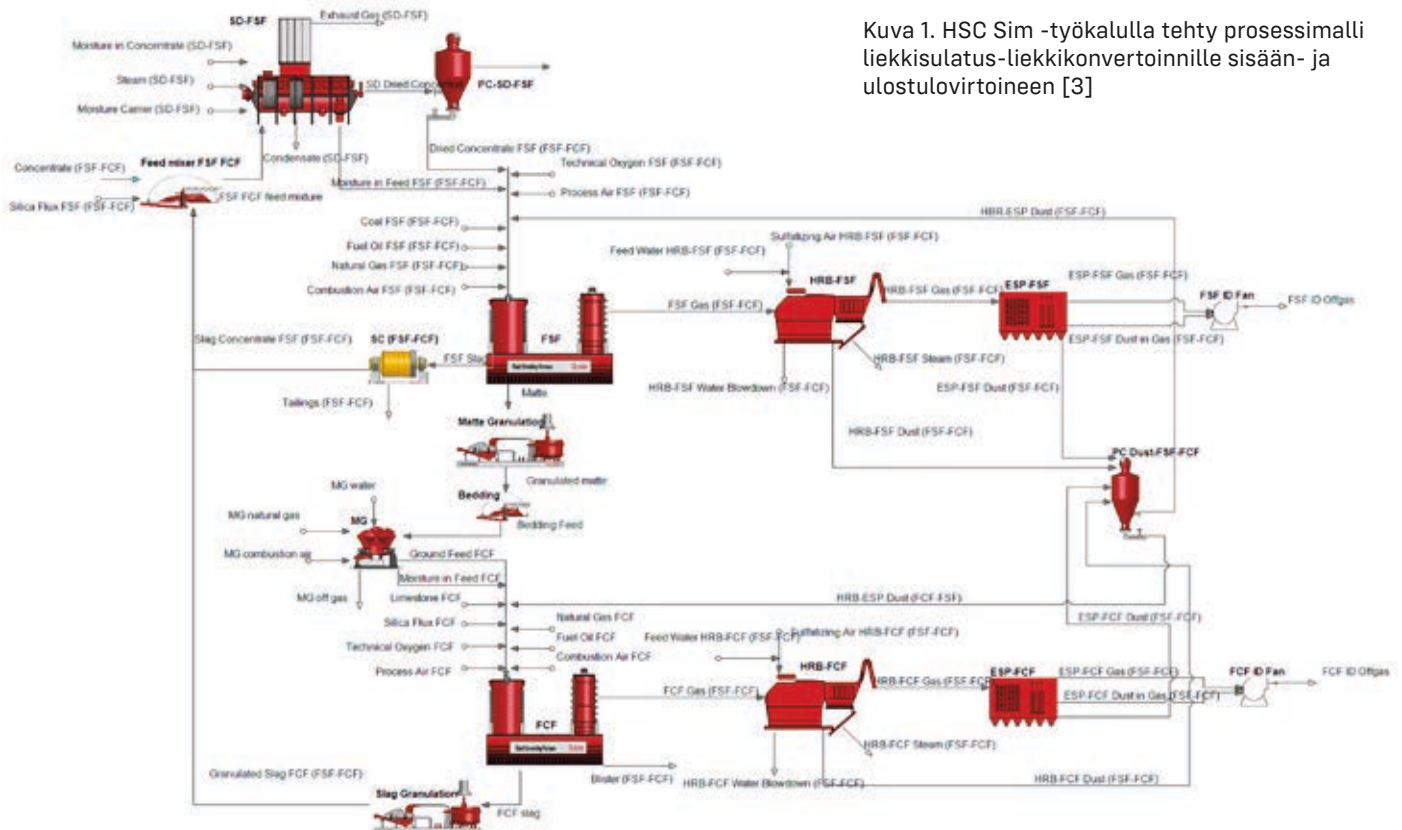 Kuva 1. HSC Sim -työkalulla tehty prosessimalli
liekkisulatus-liekkikonvertoinnille sisään- ja
ulostulovirtoineen [3]
SD-FSF
Exhaust Gas (SD-FSF)
Moisture in Concentrate (SD-FSF)
Steam (SD-FSF)
Moisture Carrier (SD-FSF)
SD Dried Concentrate
PC-SD-FSF
Condensate (SD-FSF)
Feed mixer FSF FCF
Concentrate (FSF-FCF)
Silica Flux FSF (FSF-FCF)
FSF FCF feed mixture
Dried Concentrate FSF (FSF-FCF)
Technical Oxygen FSF (FSF-FCF)
Moisture in Feed FSF (FSF-FCF)
Process Air FSF (FSF-FCF)
HBR-ESP Dust (FSF-FCF)
Coal FSF (FSF-FCF)
Fuel Oil FSF (FSF-FCF)
Natural Gas FSF (FSF-FCF)
Combustion Air FSF (FSF-FCF)
Sulfatizing Air HRB-FSF (FSF-FCF)
Feed Water HRB-FSF (FSF-FCF)
HRB-FSF
HRB-FSF Gas (FSF-FCF)
ESP-FSF
ESP-FSF Gas (FSF-FCF)
FSF ID Fan
FSF ID Offgas
FSF Gas (FSF-FCF)
ESP-FSF Dust in Gas (FSF-FCF)
Slag Concentrate FSF (FSF-FCF)
SC (FSF-FCF)
FSF Slag
FSF
HRB-FSF Steam (FSF-FCF)
HRB-FSF Water Blowdown (FSF-FCF)
ESP-FSF Dust (FSF-FCF)
Tailings (FSF-FCF)
Matte
Matte Granulation
HRB-FSF Dust (FSF-FCF)
PC Dust-FSF-FCF
Granulated matte
Bedding
Bedding Feed
MG water
MG natural gas
MG
MG combustion air
Ground Feed FCF
Moisture in Feed FCF
MG off gas
Limestone FCF
HRB-ESP Dust (FCF-FSF)
Silica Flux FCF
Natural Gas FCF
Fuel Oil FCF
Technical Oxygen FCF
Combustion Air FCF
Process Air FCF
ESP-FCF Dust (FSF-FCF)
Sulfatizing Air HRB-FCF (FSF-FCF)
Feed Water HRB-FCF (FSF-FCF)
HRB-FCF
HRB-FCF Gas (FSF-FCF)
ESP-FCF
ESP-FCF Gas (FSF-FCF)
FCF ID Fan
FCF ID Offgas
FCF Gas (FSF-FCF)
ESP-FCF Dust in Gas (FSF-FCF)
FCF
HRB-FCF Steam (FSF-FCF)
Granulated Slag FCF (FSF-FCF)
Blister (FSF-FCF)
HRB-FCF Water Blowdown (FSF-FCF)
HRB-FCF Dust (FSF-FCF)
Slag Granulation
FCF slag